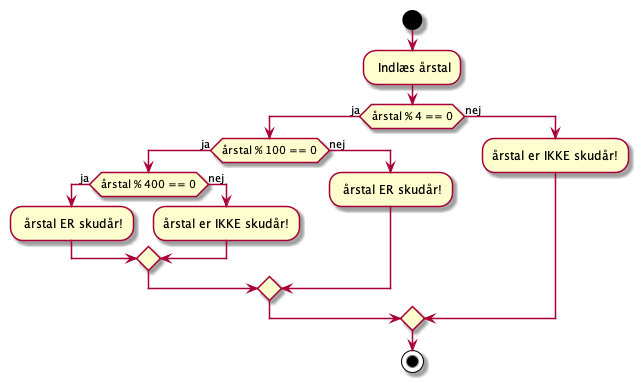 Indlæs årstal
ja
årstal % 4 == 0
nej
ja
årstal % 100 == 0
nej
årstal er IKKE skudår!
ja
årstal % 400 == 0
nej
årstal ER skudår!
årstal ER skudår!
årstal er IKKE skudår!